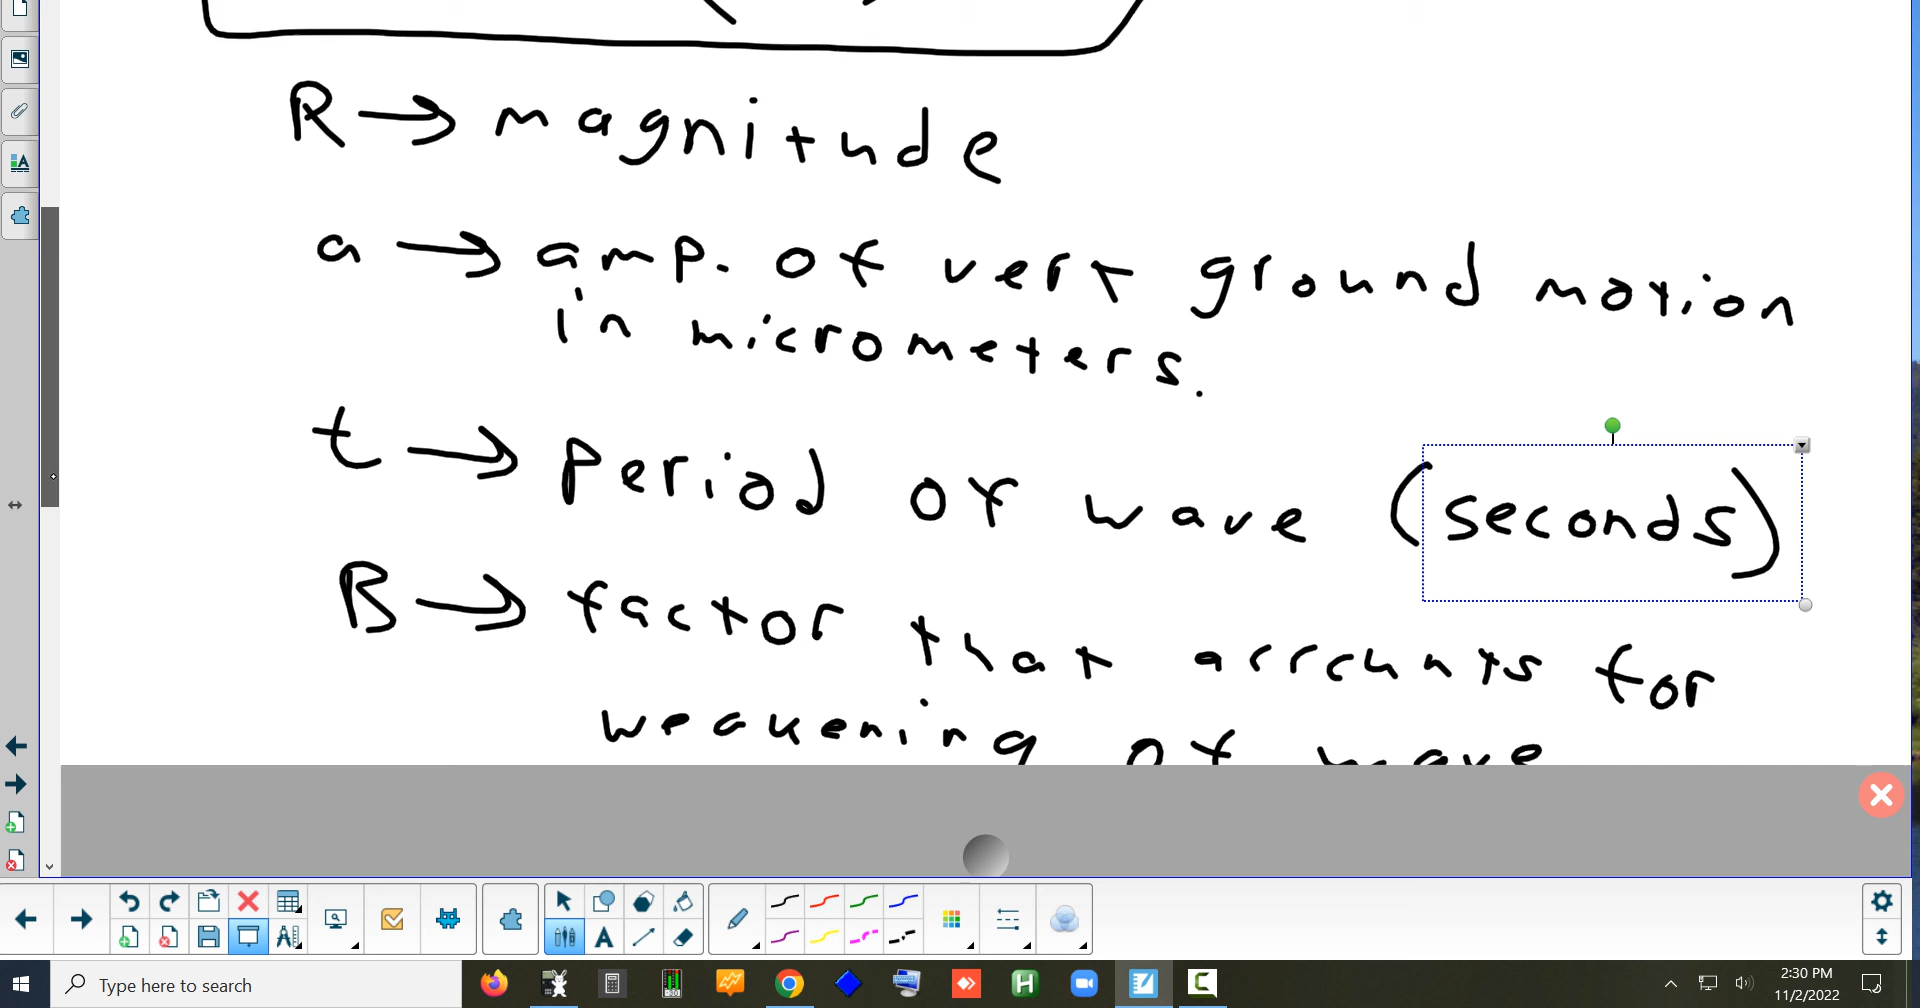 R → magnitude
a → amp. of vert ground motion
in micrometers.
t → period of wave (seconds)
B → factor that accounts for
weakening of wave
Type here to search
2:30 PM
11/2/2022